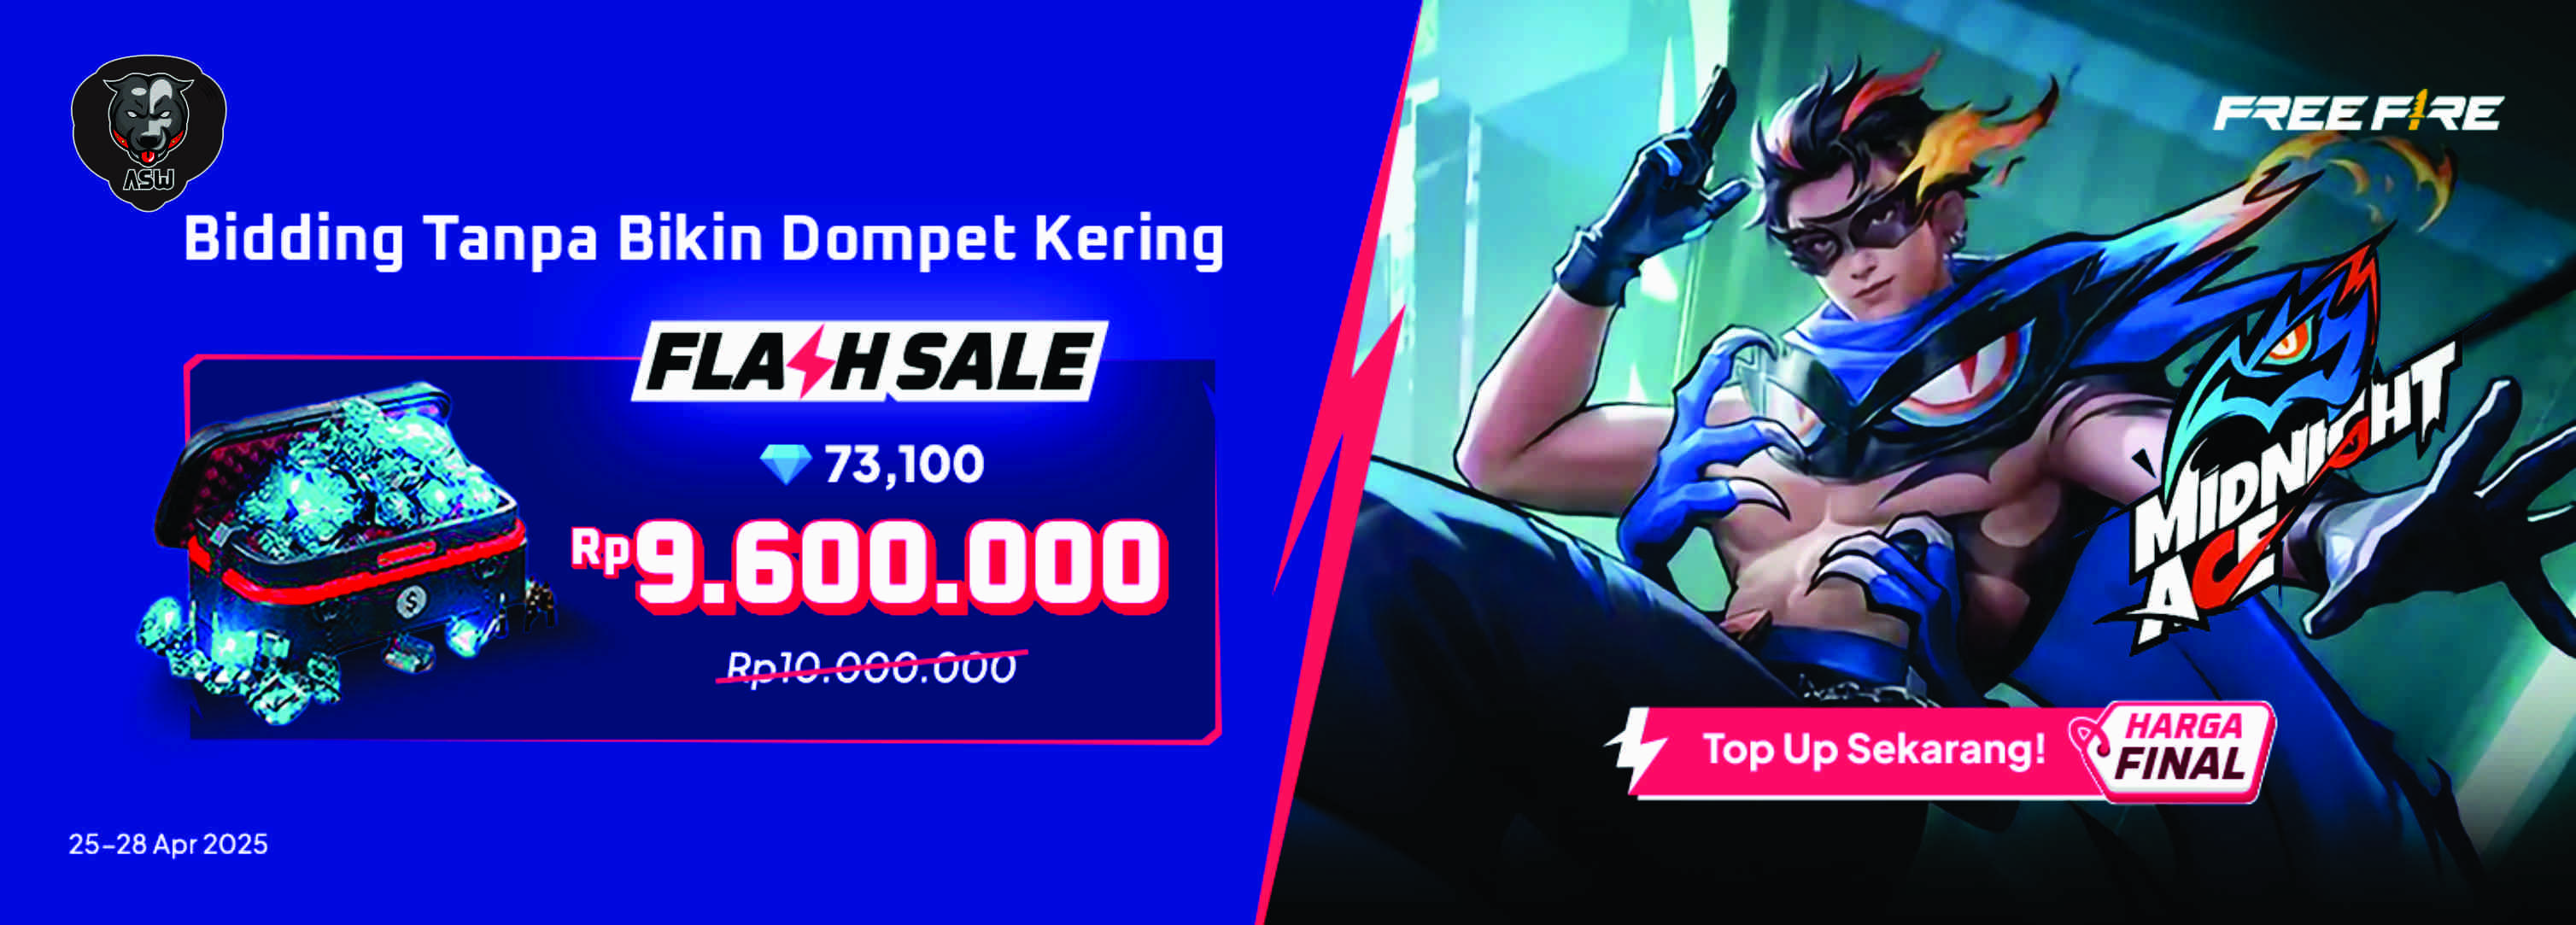 ASW
Bidding Tanpa Bikin Dompet Kering
FLASH SALE
73,100
Rp9.600.000
Rp10.000.000
$
25-28 Apr 2025
FREE FIRE
MIDNIGHT
ACE
Top Up Sekarang!
HARGA
FINAL